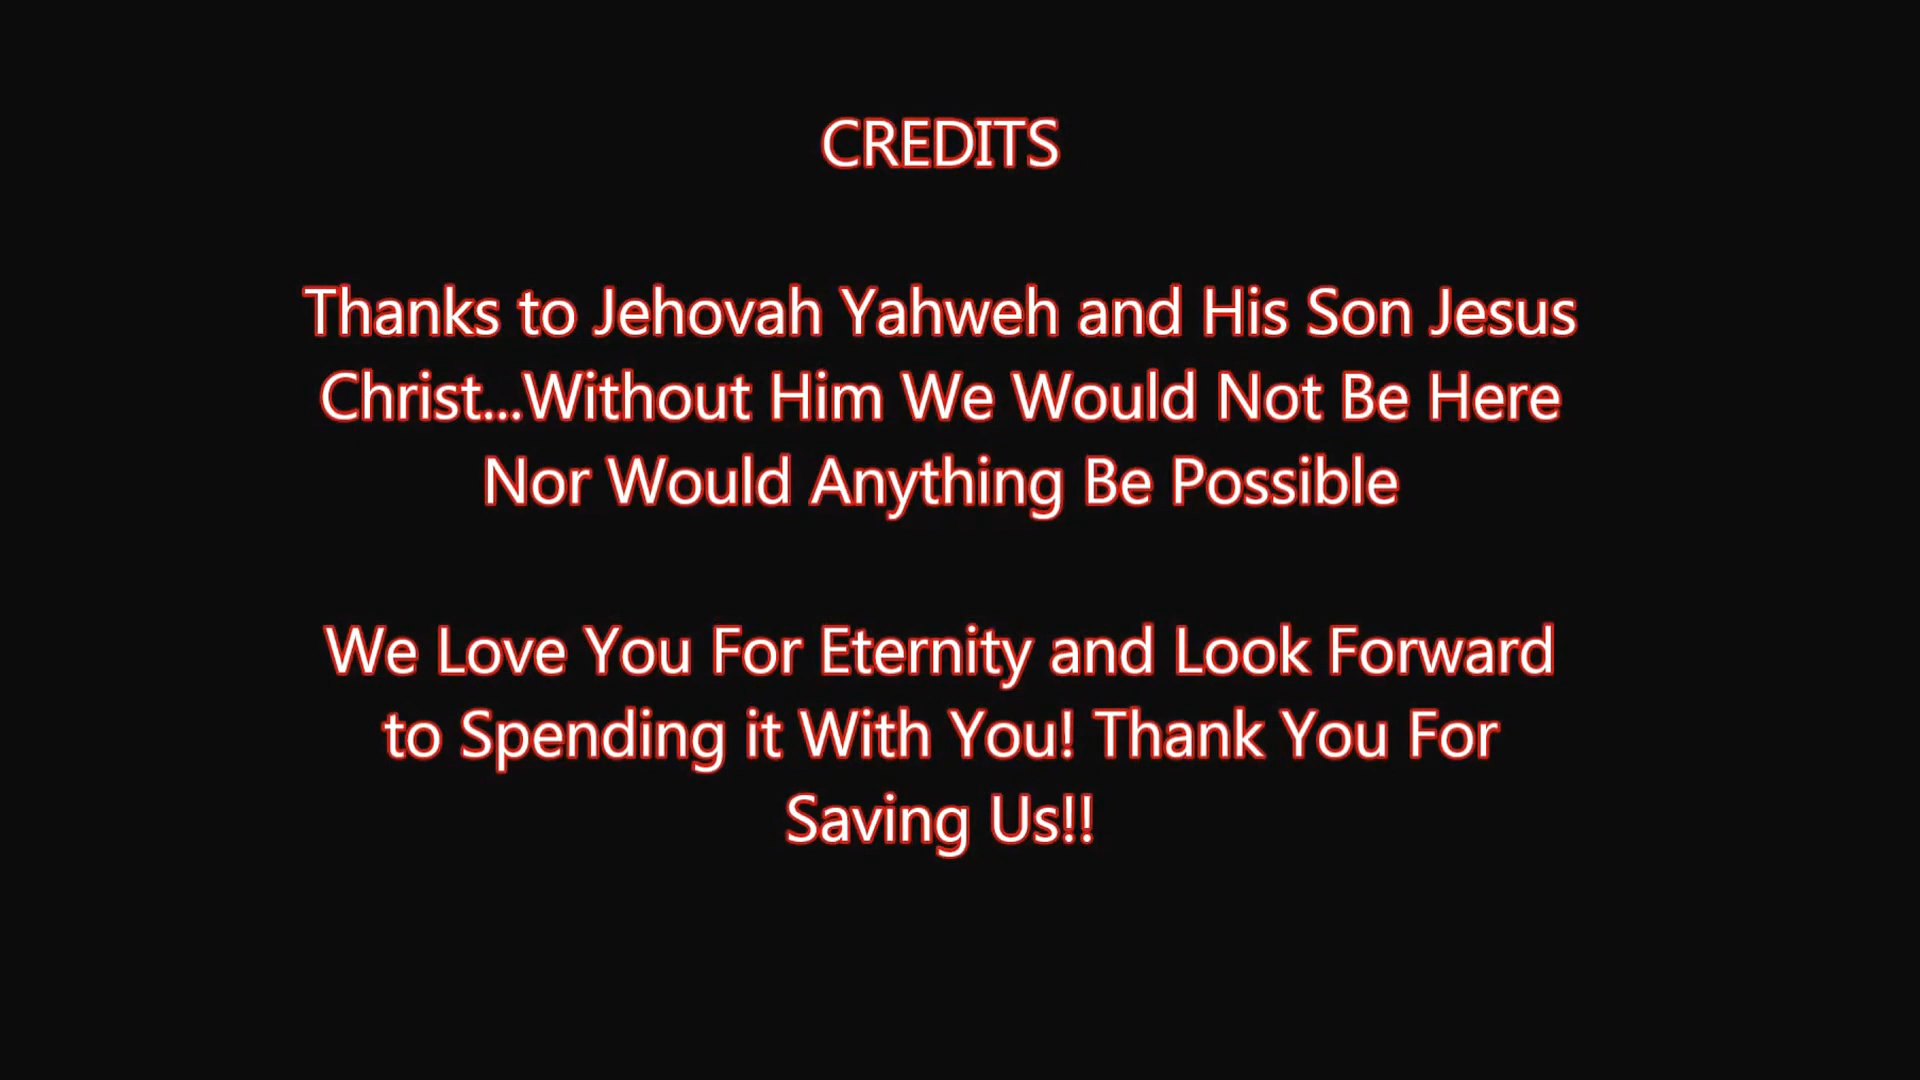 CREDITS
Thanks to Jehovah Yahweh and His Son Jesus
Christ...Without Him We Would Not Be Here
Nor Would Anything Be Possible
We Love You For Eternity and Look Forward
to Spending it With You! Thank You For
Saving Us!!